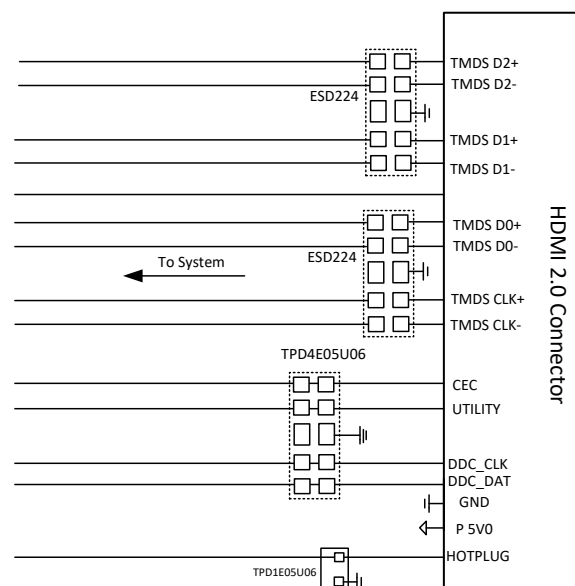 TMDS D2+
TMDS D2-
ESD224
TMDS D1+
TMDS D1-
TMDS D0+
TMDS D0-
ESD224
To System
TMDS CLK+
TMDS CLK-
HDMI 2.0 Connector
TPD4E05U06
CEC
UTILITY
DDC_CLK
DDC_DAT
GND
P 5V0
HOTPLUG
TPD1E05U06